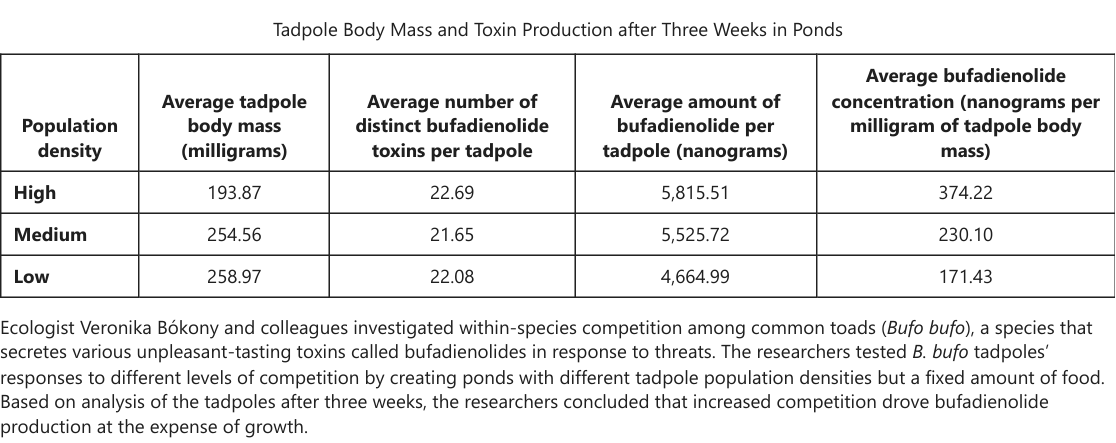 Tadpole Body Mass and Toxin Production after Three Weeks in Ponds
Population density
Average tadpole body mass (milligrams)
Average number of distinct bufadienolide toxins per tadpole
Average amount of bufadienolide per tadpole (nanograms)
Average bufadienolide concentration (nanograms per milligram of tadpole body mass)
High 193.87 22.69 5,815.51 374.22
Medium 254.56 21.65 5,525.72 230.10
Low 258.97 22.08 4,664.99 171.43
Ecologist Veronika Bókony and colleagues investigated within-species competition among common toads (Bufo bufo), a species that
secretes various unpleasant-tasting toxins called bufadienolides in response to threats. The researchers tested B. bufo tadpoles’
responses to different levels of competition by creating ponds with different tadpole population densities but a fixed amount of food.
Based on analysis of the tadpoles after three weeks, the researchers concluded that increased competition drove bufadienolide
production at the expense of growth.